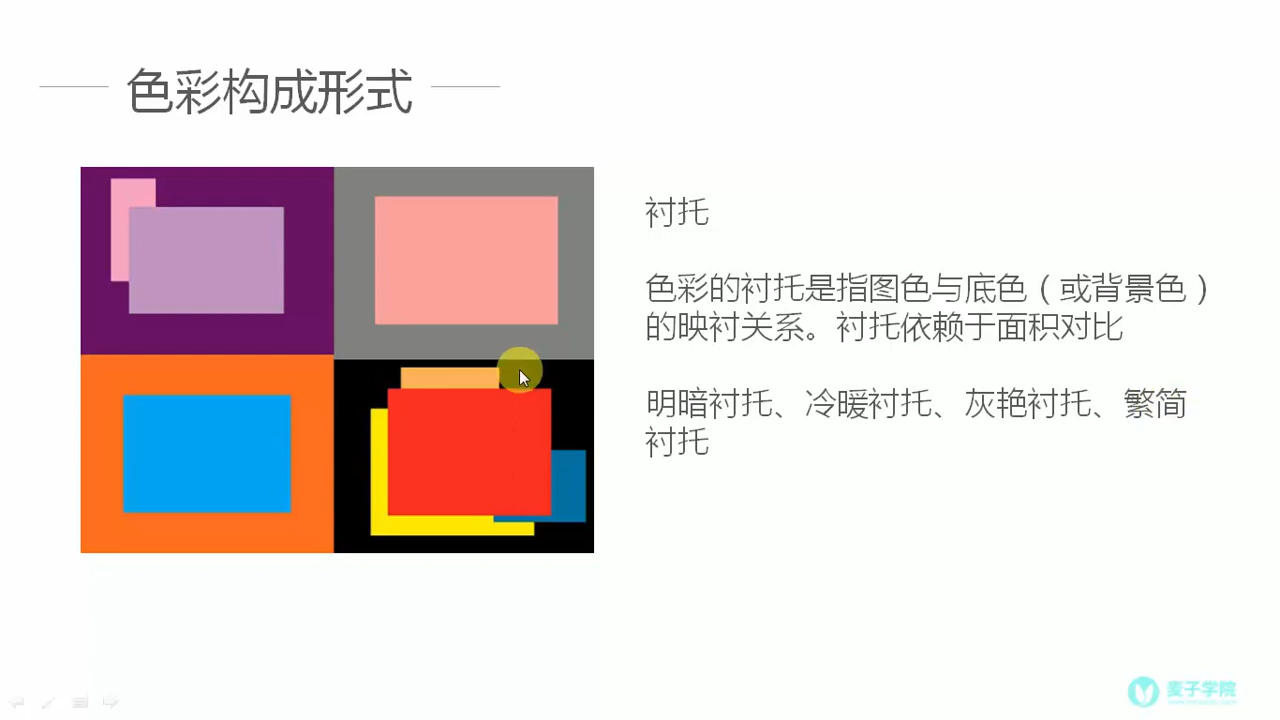 色彩构成形式
衬托
色彩的衬托是指图色与底色（或背景色）
的映衬关系。衬托依赖于面积对比
明暗衬托、冷暖衬托、灰艳衬托、繁简
衬托
麦子学院